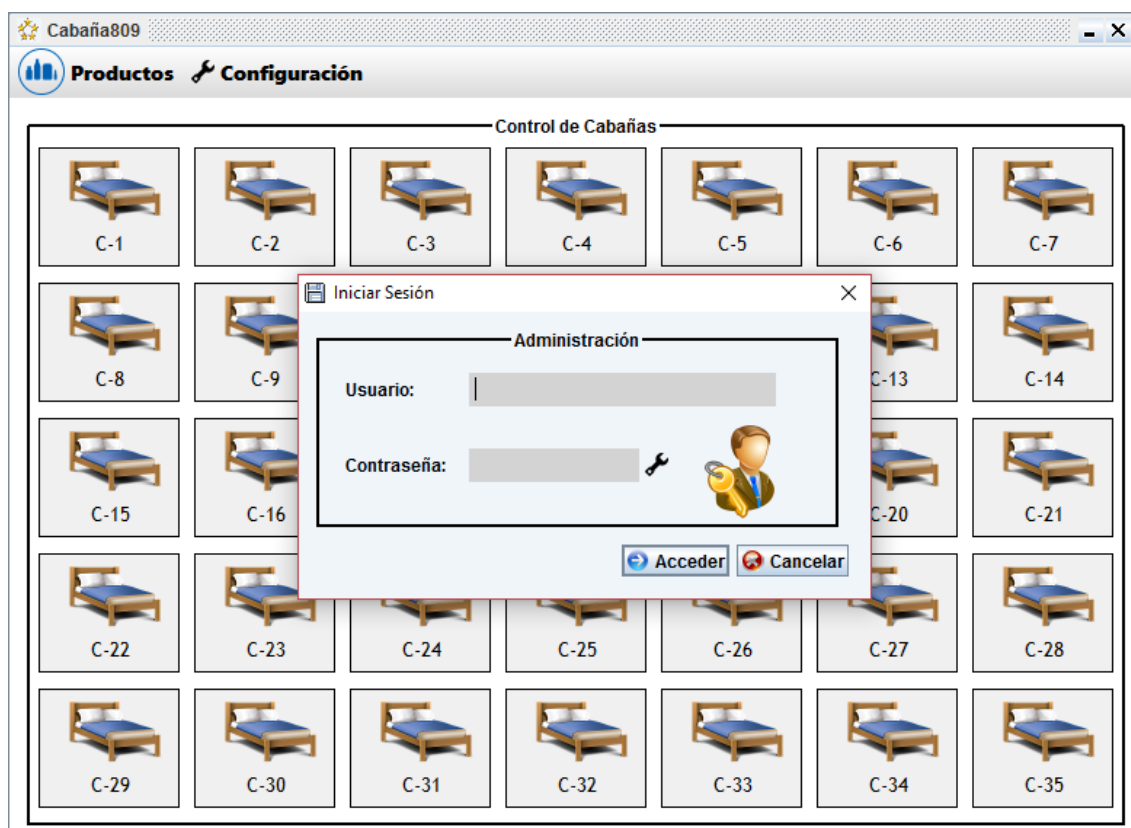 Cabaña809
Productos Configuración
Control de Cabañas
C-1 C-2 C-3 C-4 C-5 C-6 C-7
Iniciar Sesión
Administración
Usuario:
Contraseña:
Acceder Cancelar
C-8 C-9 C-13 C-14
C-15 C-16 C-20 C-21
C-22 C-23 C-24 C-25 C-26 C-27 C-28
C-29 C-30 C-31 C-32 C-33 C-34 C-35